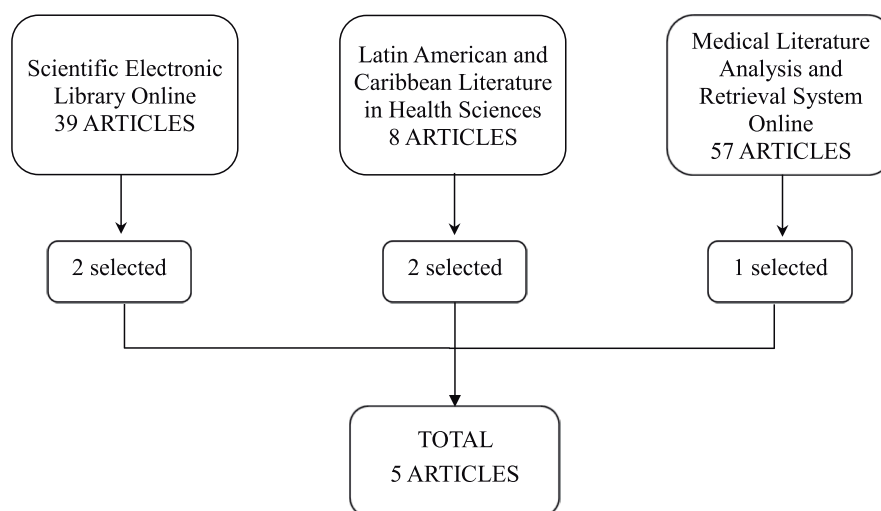 Scientific Electronic
Library Online
39 ARTICLES
Latin American and
Caribbean Literature
in Health Sciences
8 ARTICLES
Medical Literature
Analysis and
Retrieval System
Online
57 ARTICLES
2 selected
2 selected
1 selected
TOTAL
5 ARTICLES